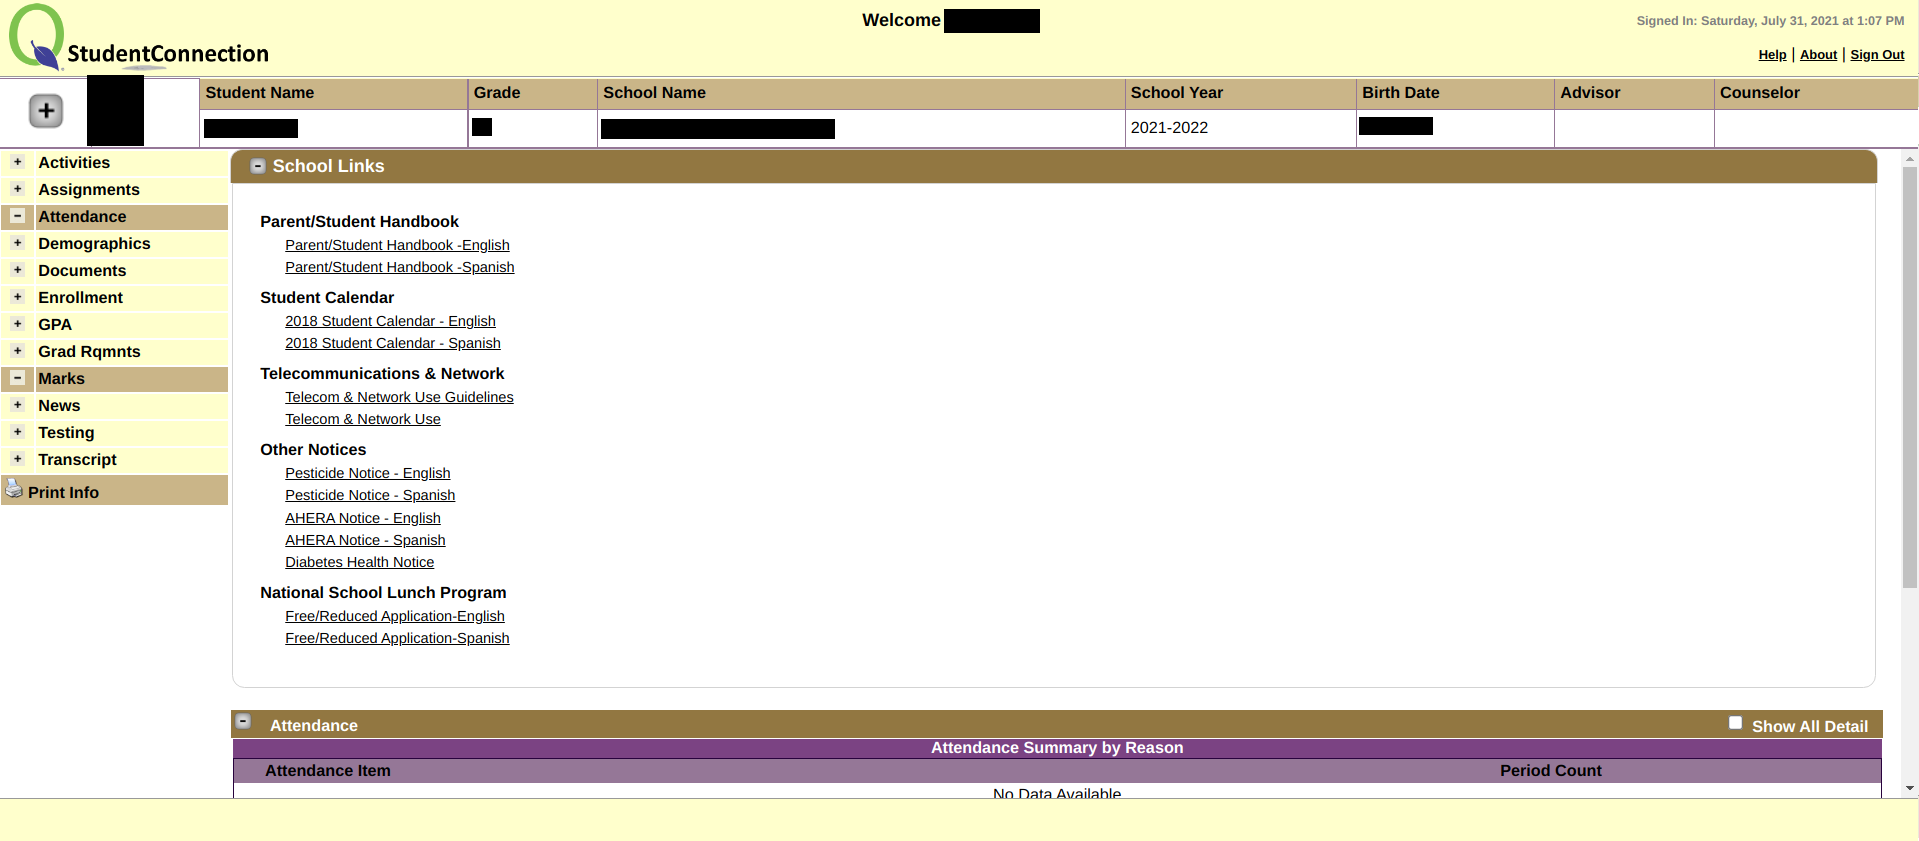 StudentConnection
Welcome
Signed In: Saturday, July 31, 2021 at 1:07 PM
Help | About | Sign Out
Student Name Grade School Name School Year Birth Date Advisor Counselor
2021-2022
Activities
Assignments
Attendance
Demographics
Documents
Enrollment
GPA
Grad Rqmnts
Marks
News
Testing
Transcript
Print Info
School Links
Parent/Student Handbook
Parent/Student Handbook -English
Parent/Student Handbook -Spanish
Student Calendar
2018 Student Calendar - English
2018 Student Calendar - Spanish
Telecommunications & Network
Telecom & Network Use Guidelines
Telecom & Network Use
Other Notices
Pesticide Notice - English
Pesticide Notice - Spanish
AHERA Notice - English
AHERA Notice - Spanish
Diabetes Health Notice
National School Lunch Program
Free/Reduced Application-English
Free/Reduced Application-Spanish
Attendance Show All Detail
Attendance Summary by Reason
Attendance Item Period Count
No Data Available